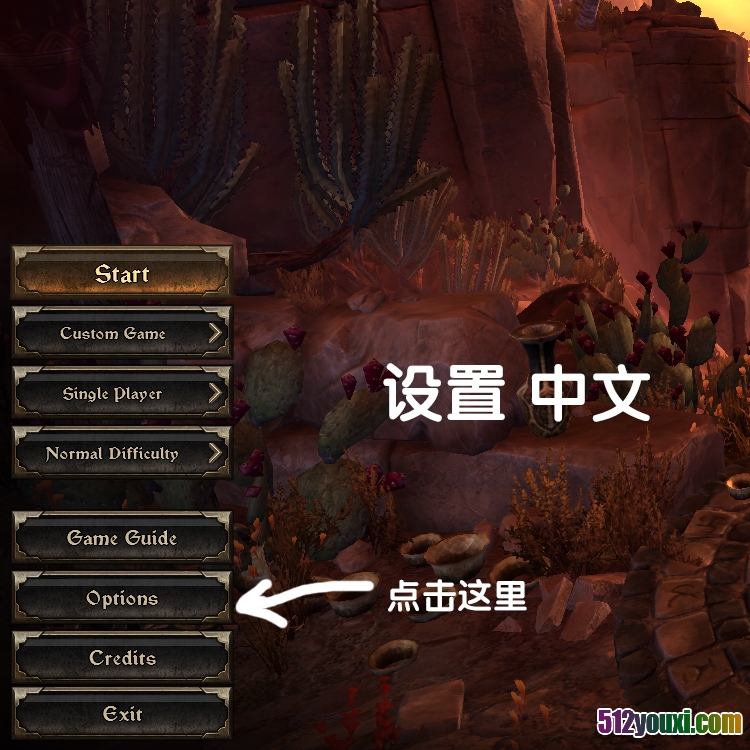 Start
Custom Game
Single Player
设置 中文
Normal Difficulty
Game Guide
Options
点击这里
Credits
Exit
512youxi.com